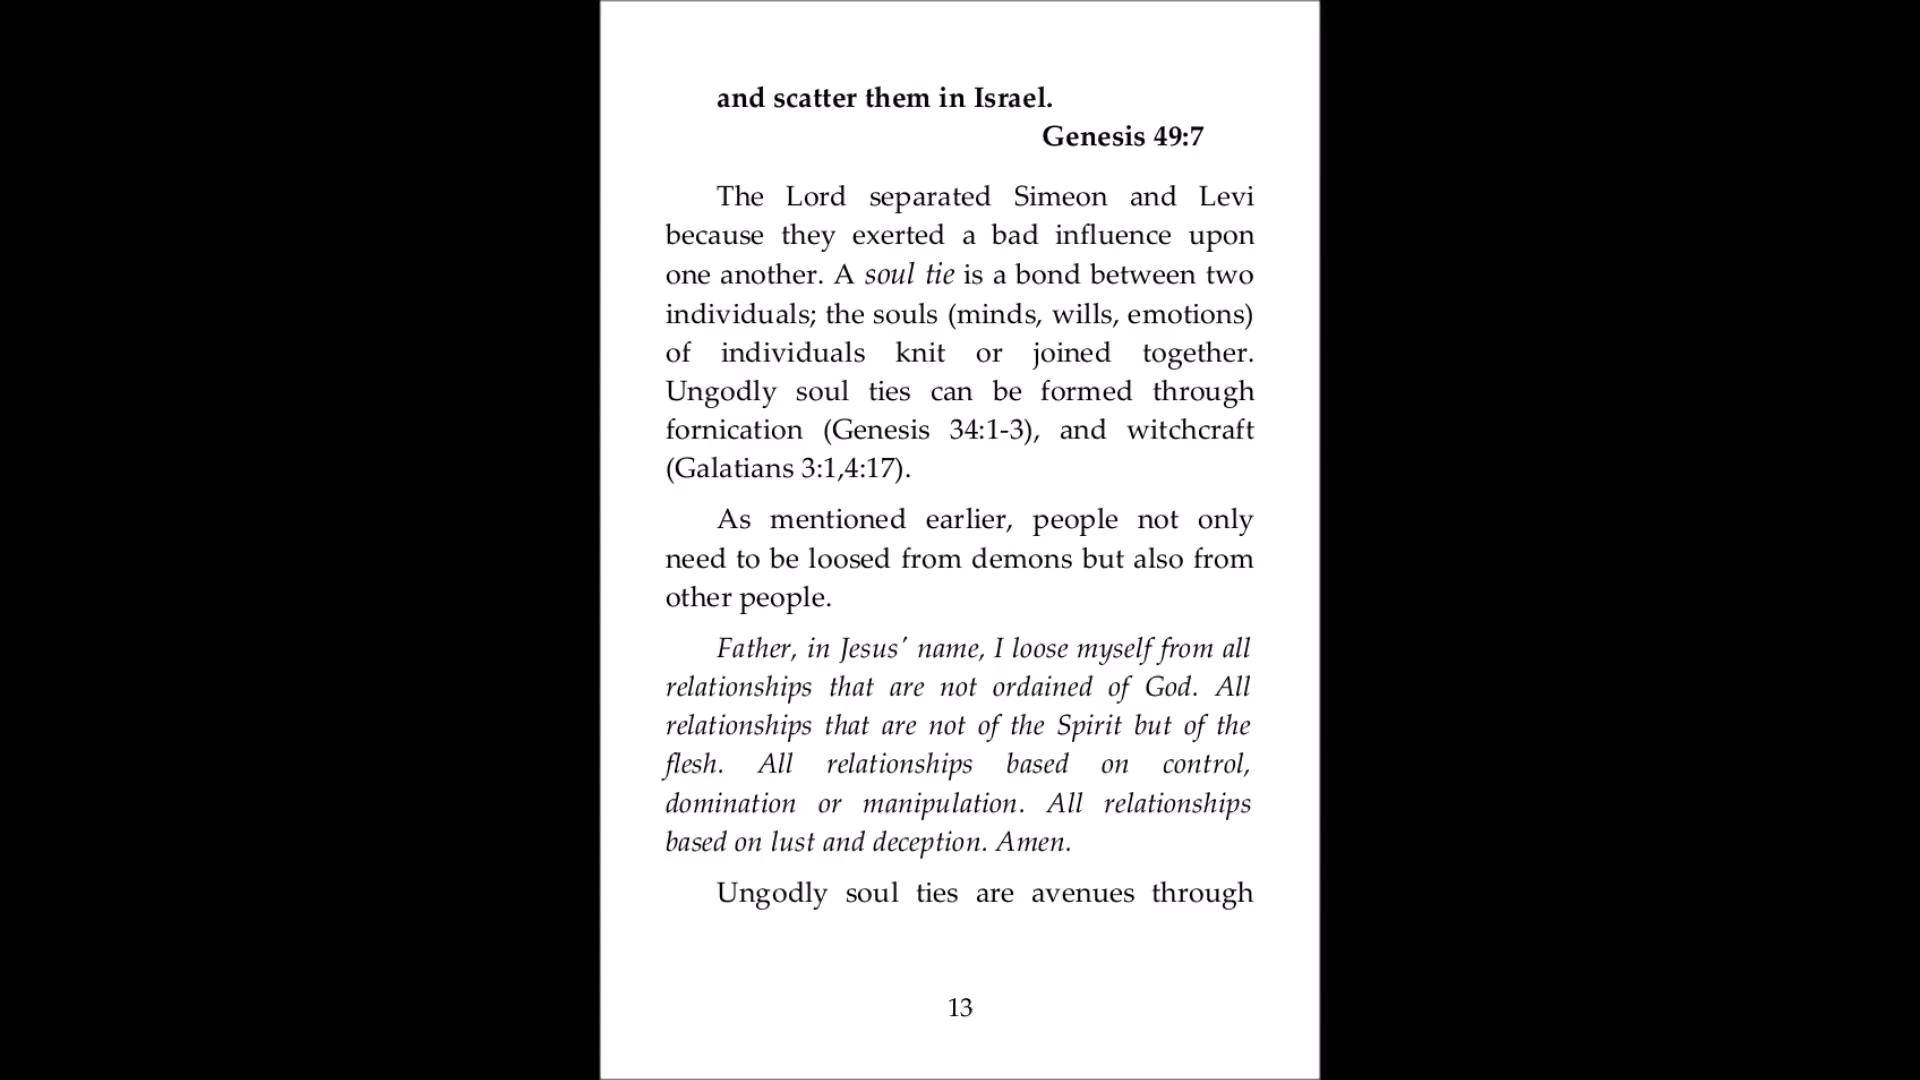 and scatter them in Israel.
Genesis 49:7
The Lord separated Simeon and Levi
because they exerted a bad influence upon
one another. A soul tie is a bond between two
individuals; the souls (minds, wills, emotions)
of individuals knit or joined together.
Ungodly soul ties can be formed through
fornication (Genesis 34:1-3), and witchcraft
(Galatians 3:1,4:17).
As mentioned earlier, people not only
need to be loosed from demons but also from
other people.
Father, in Jesus' name, I loose myself from all
relationships that are not ordained of God. All
relationships that are not of the Spirit but of the
flesh. All relationships based on control,
domination or manipulation. All relationships
based on lust and deception. Amen.
Ungodly soul ties are avenues through
13